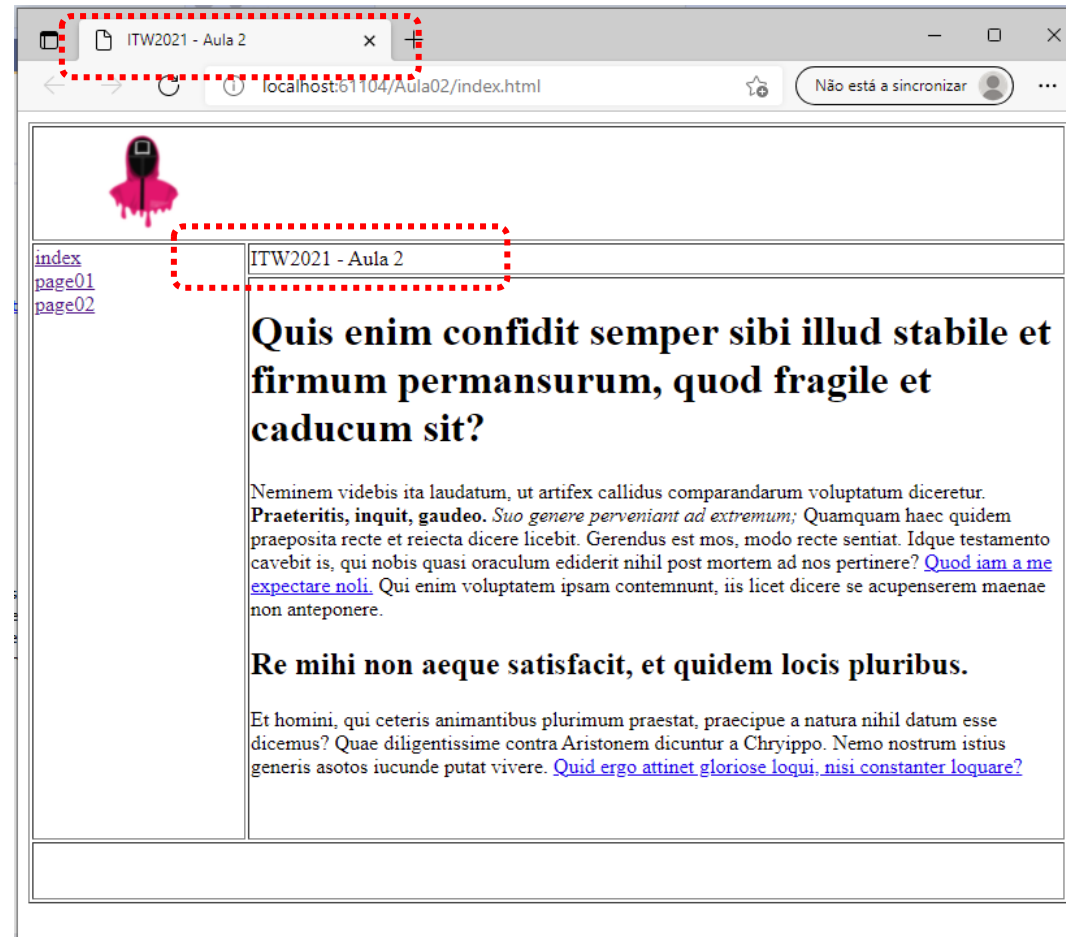 ITW2021 - Aula 2
localhost:61104/Aula02/index.html
Não está a sincronizar
index
page01
page02
ITW2021 - Aula 2
Quis enim confidit semper sibi illud stabile et
firmum permansurum, quod fragile et
caducum sit?
Neminem videbis ita laudatum, ut artifex callidus comparandarum voluptatum diceretur.
Praeteritis, inquit, gaudeo. Suo genere perveniant ad extremum; Quamquam haec quidem
praeposita recte et reiecta dicere licebit. Gerendus est mos, modo recte sentiat. Idque testamento
cavebit is, qui nobis quasi oraculum ediderit nihil post mortem ad nos pertinere? Quod iam a me
expectare noli. Qui enim voluptatem ipsam contemnunt, iis licet dicere se acupenserem maenae
non anteponere.
Re mihi non aeque satisfacit, et quidem locis pluribus.
Et homini, qui ceteris animantibus plurimum praestat, praecipue a natura nihil datum esse
dicemus? Quae diligentissime contra Aristonem dicuntur a Chryippo. Nemo nostrum istius
generis asotos iucunde putat vivere. Quid ergo attinet gloriose loqui, nisi constanter loquare?